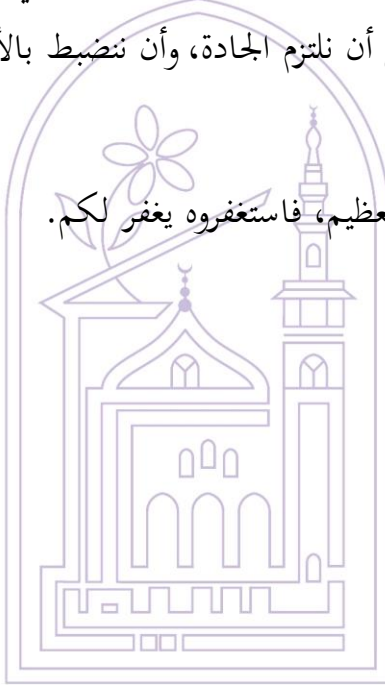 أن نلتزم الجادة، وأن ننضبط بالأ
عظيم، فاستغفروه يغفر لكم.